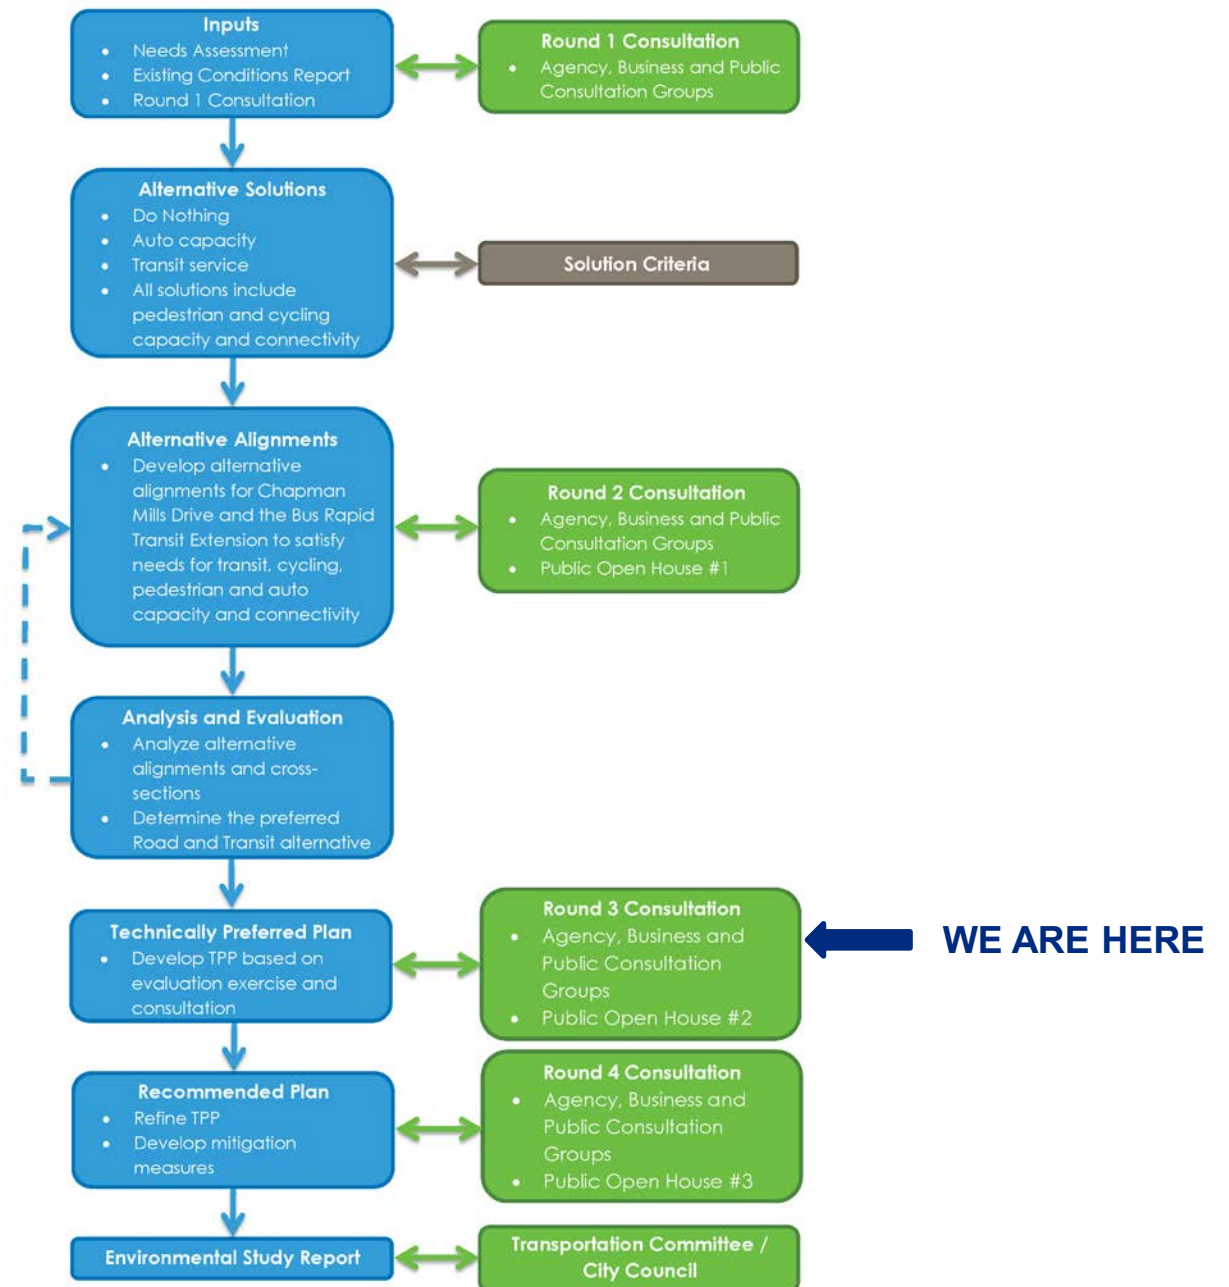 Inputs
• Needs Assessment
• Existing Conditions Report
• Round 1 Consultation
Round 1 Consultation
• Agency, Business and Public
Consultation Groups
Alternative Solutions
• Do Nothing
• Auto capacity
• Transit service
• All solutions include
pedestrian and cycling
capacity and connectivity
Solution Criteria
Alternative Alignments
• Develop alternative
alignments for Chapman
Mills Drive and the Bus Rapid
Transit Extension to satisfy
needs for transit, cycling,
pedestrian and auto
capacity and connectivity
Round 2 Consultation
• Agency, Business and Public
Consultation Groups
• Public Open House #1
Analysis and Evaluation
• Analyze alternative
alignments and cross-
sections
• Determine the preferred
Road and Transit alternative
Technically Preferred Plan
• Develop TPP based on
evaluation exercise and
consultation
Round 3 Consultation
• Agency, Business and
Public Consultation
Groups
• Public Open House #2
WE ARE HERE
Recommended Plan
• Refine TPP
• Develop mitigation
measures
Round 4 Consultation
• Agency, Business and
Public Consultation
Groups
• Public Open House #3
Environmental Study Report
Transportation Committee /
City Council